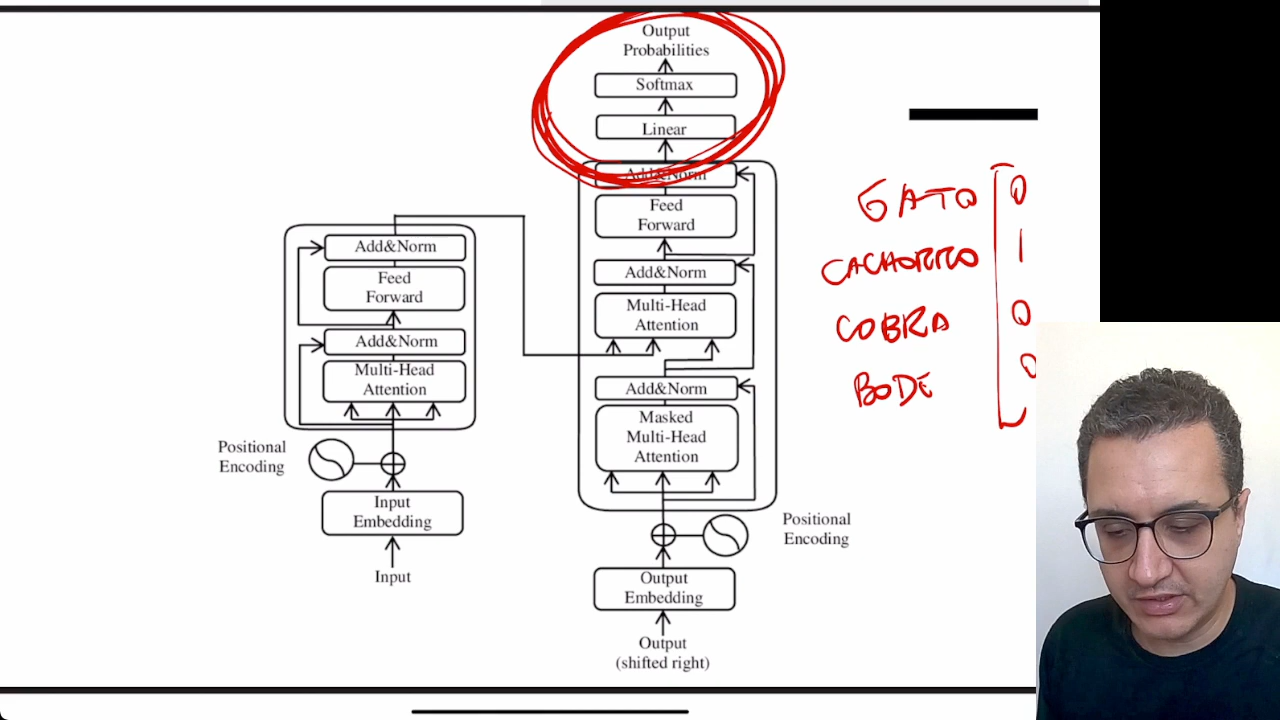 Output
Probabilities
Softmax
Linear
Add&Norm
Feed
Forward
Add&Norm
Multi-Head
Attention
Add&Norm
Masked
Multi-Head
Attention
Positional
Encoding
Output
Embedding
Output
(shifted right)
Add&Norm
Feed
Forward
Add&Norm
Multi-Head
Attention
Positional
Encoding
Input
Embedding
Input
GATO 0
CACHORRO 1
COBRA 0
BODE 0